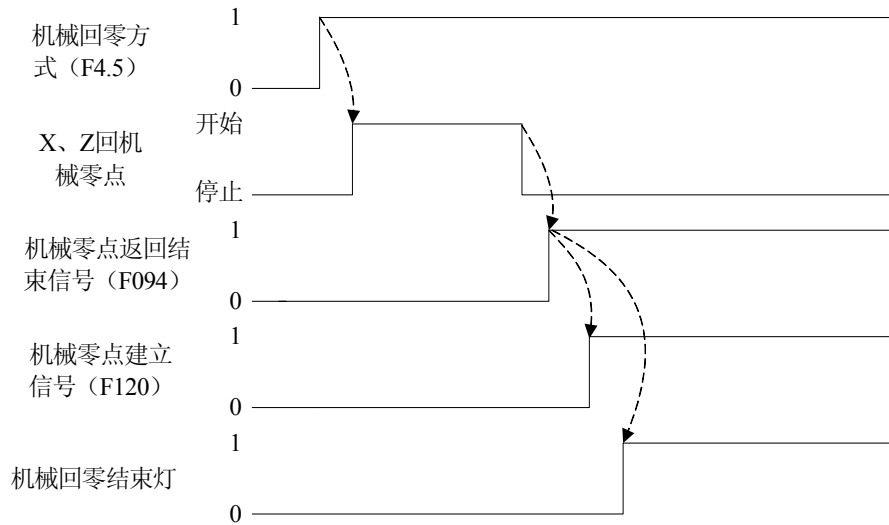 机械回零方
式（F4.5）
1
0
X、Z回机
械零点
开始
停止
机械零点返回结
束信号（F094）
1
0
机械零点建立
信号（F120）
1
0
机械回零结束灯
1
0